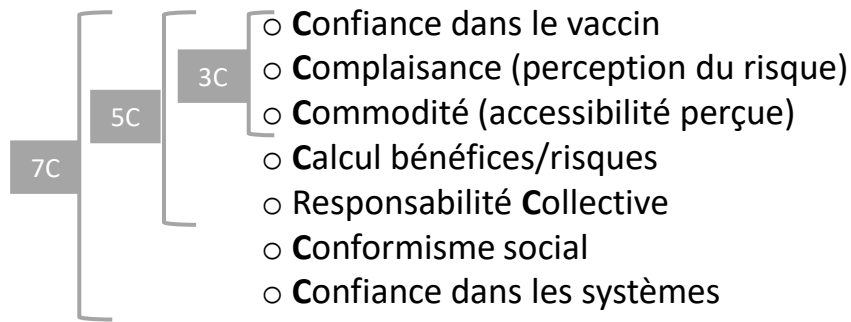 ○ Confiance dans le vaccin
3C ○ Complaisance (perception du risque)
5C ○ Commodité (accessibilité perçue)
7C ○ Calcul bénéfices/risques
○ Responsabilité Collective
○ Conformisme social
○ Confiance dans les systèmes